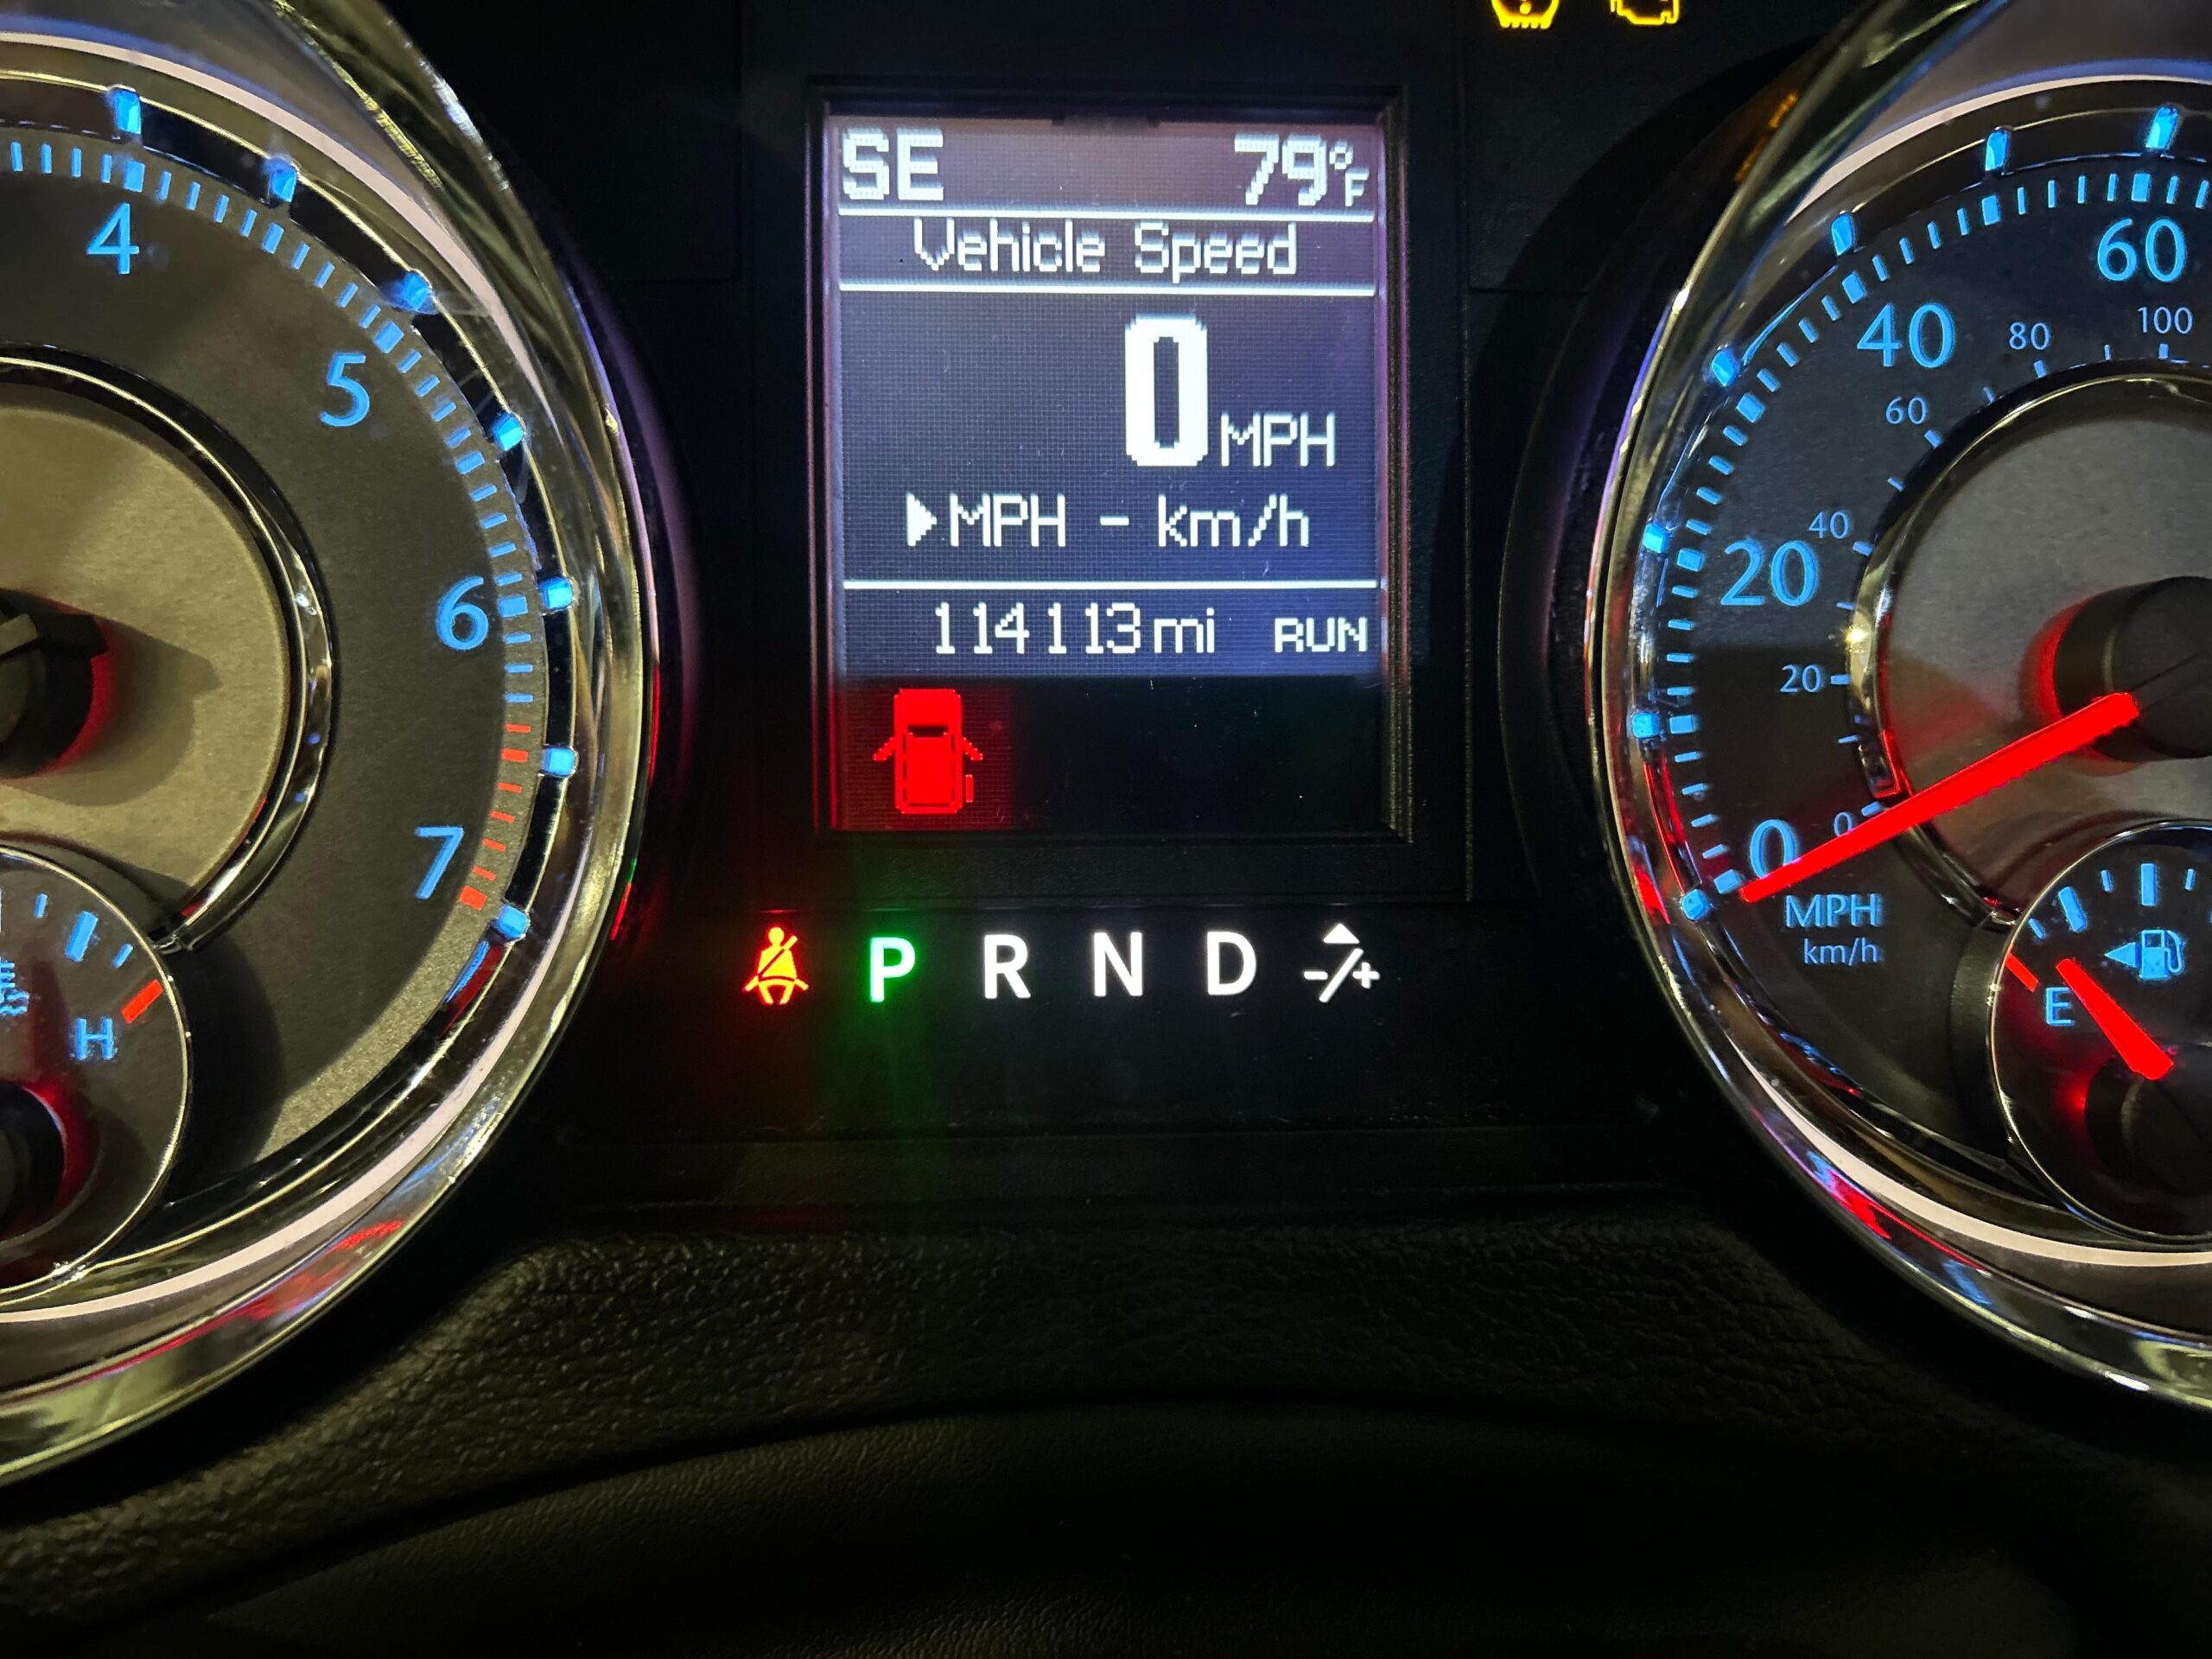 SE 79°F
Vehicle Speed
0 MPH
▶MPH - km/h
114113 mi RUN
P R N D -/+
4
5
6
7
H
0
20
40
60
0
20
40
60
80
100
MPH
km/h
E